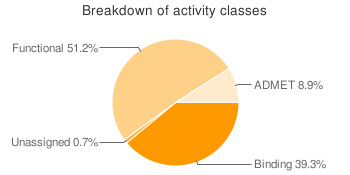 Breakdown of activity classes
Functional 51.2%
ADMET 8.9%
Unassigned 0.7%
Binding 39.3%